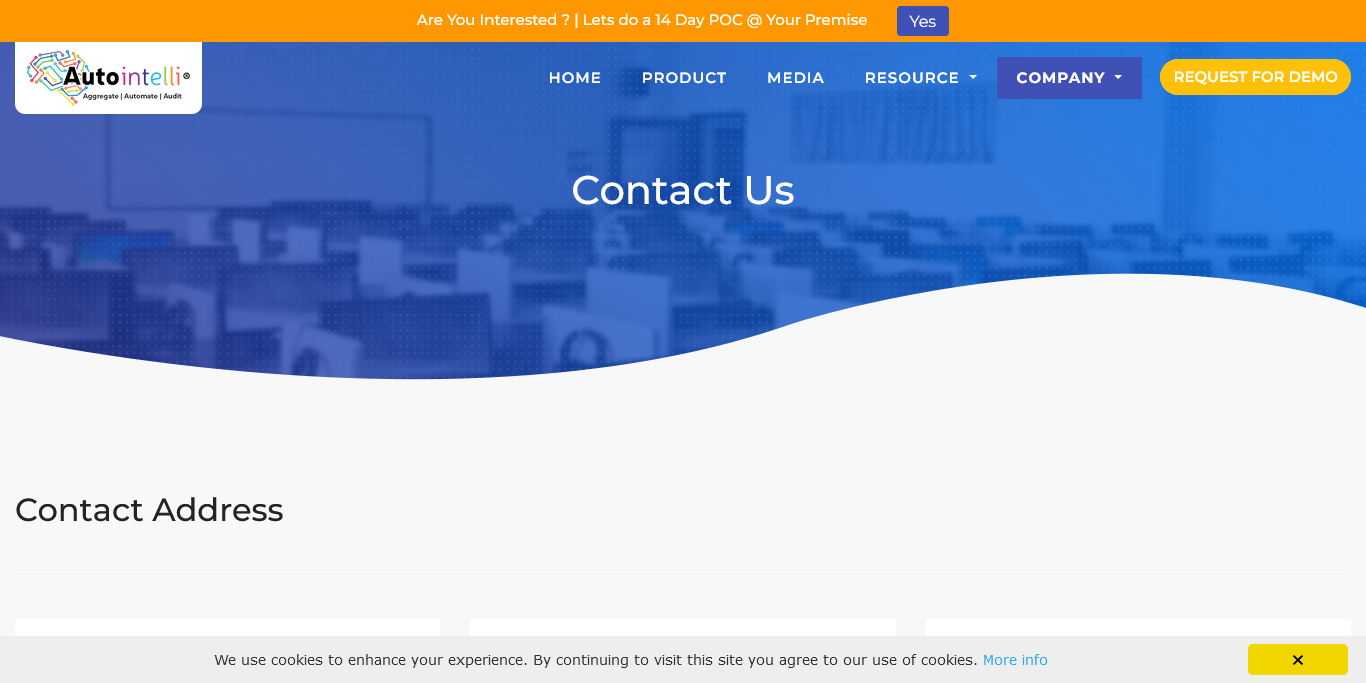 Are You Interested ? | Lets do a 14 Day POC @ Your Premise Yes
Autointelli®
Aggregate | Automate | Audit
HOME PRODUCT MEDIA RESOURCE COMPANY REQUEST FOR DEMO
Contact Us
Contact Address
We use cookies to enhance your experience. By continuing to visit this site you agree to our use of cookies. More info ✕